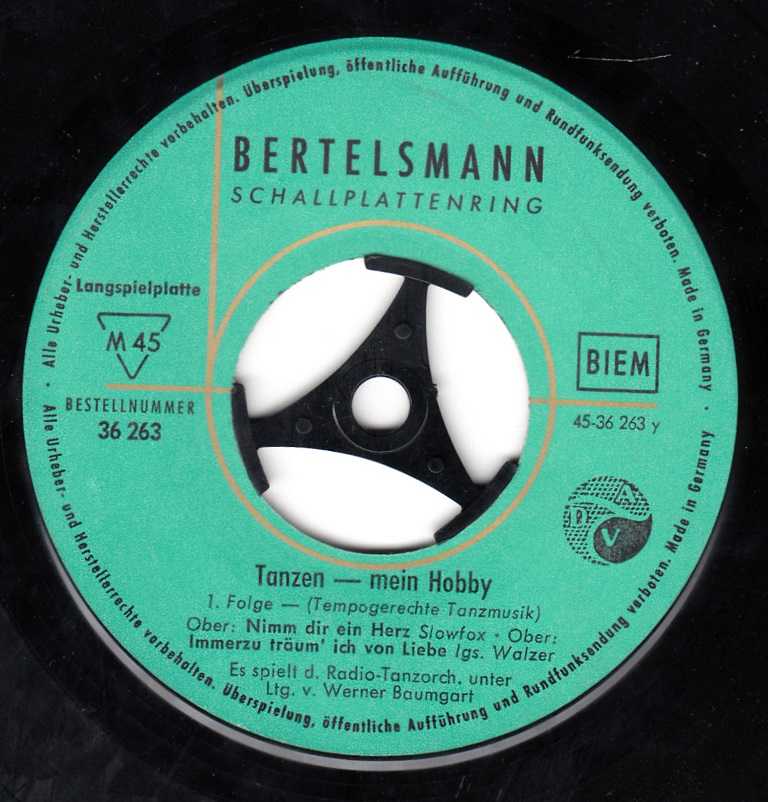 Alle Urheber- und Herstellerrechte vorbehalten. Überspielung, öffentliche Aufführung und Rundfunksendung verboten. Made in Germany ·
BERTELSMANN
SCHALLPLATTENRING
Langspielplatte
M 45
BESTELLNUMMER
36 263
BIEM
45-36 263 y
D A V
Tanzen — mein Hobby
1. Folge — (Tempogerechte Tanzmusik)
Ober: Nimm dir ein Herz Slowfox · Ober:
Immerzu träum' ich von Liebe lgs. Walzer
Es spielt d. Radio-Tanzorch. unter
Ltg. v. Werner Baumgart
Alle Urheber- und Herstellerrechte vorbehalten. Überspielung, öffentliche Aufführung und Rundfunksendung verboten. Made in Germany ·